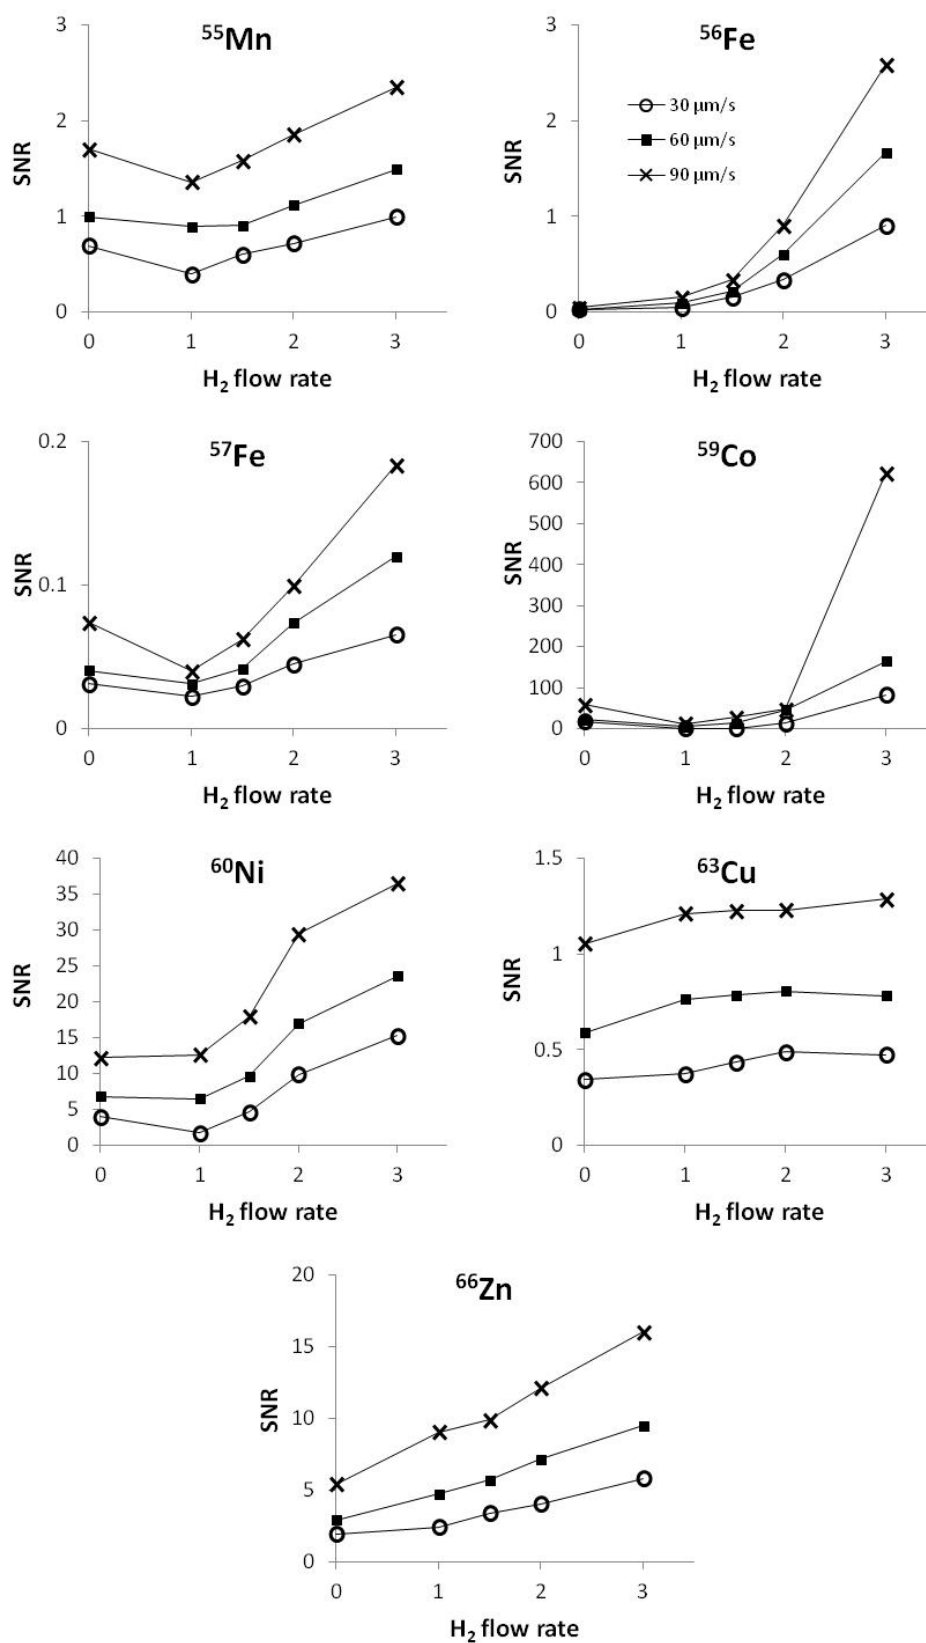 ⁵⁵Mn
3
2
1
0
SNR
0 1 2 3
H₂ flow rate
⁵⁶Fe
30 µm/s
60 µm/s
90 µm/s
3
2
1
0
SNR
0 1 2 3
H₂ flow rate
⁵⁷Fe
0.2
0.1
0
SNR
0 1 2 3
H₂ flow rate
⁵⁹Co
700
600
500
400
300
200
100
0
SNR
0 1 2 3
H₂ flow rate
⁶⁰Ni
40
35
30
25
20
15
10
5
0
SNR
0 1 2 3
H₂ flow rate
⁶³Cu
1.5
1
0.5
0
SNR
0 1 2 3
H₂ flow rate
⁶⁶Zn
20
15
10
5
0
SNR
0 1 2 3
H₂ flow rate